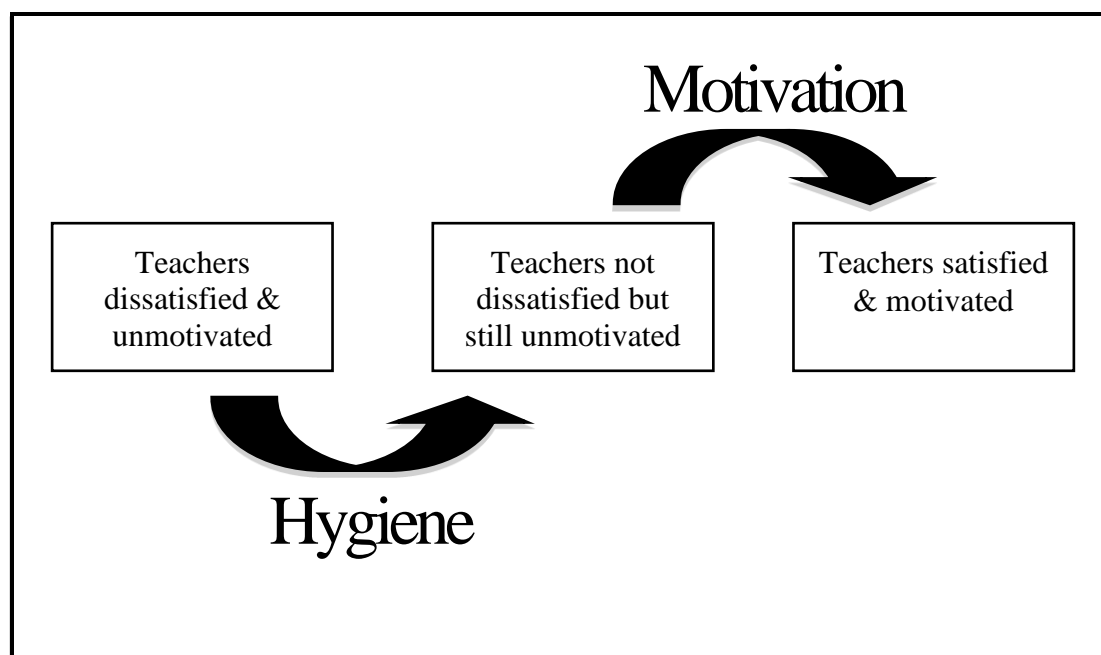 Motivation
Teachers
dissatisfied &
unmotivated
Teachers not
dissatisfied but
still unmotivated
Teachers satisfied
& motivated
Hygiene